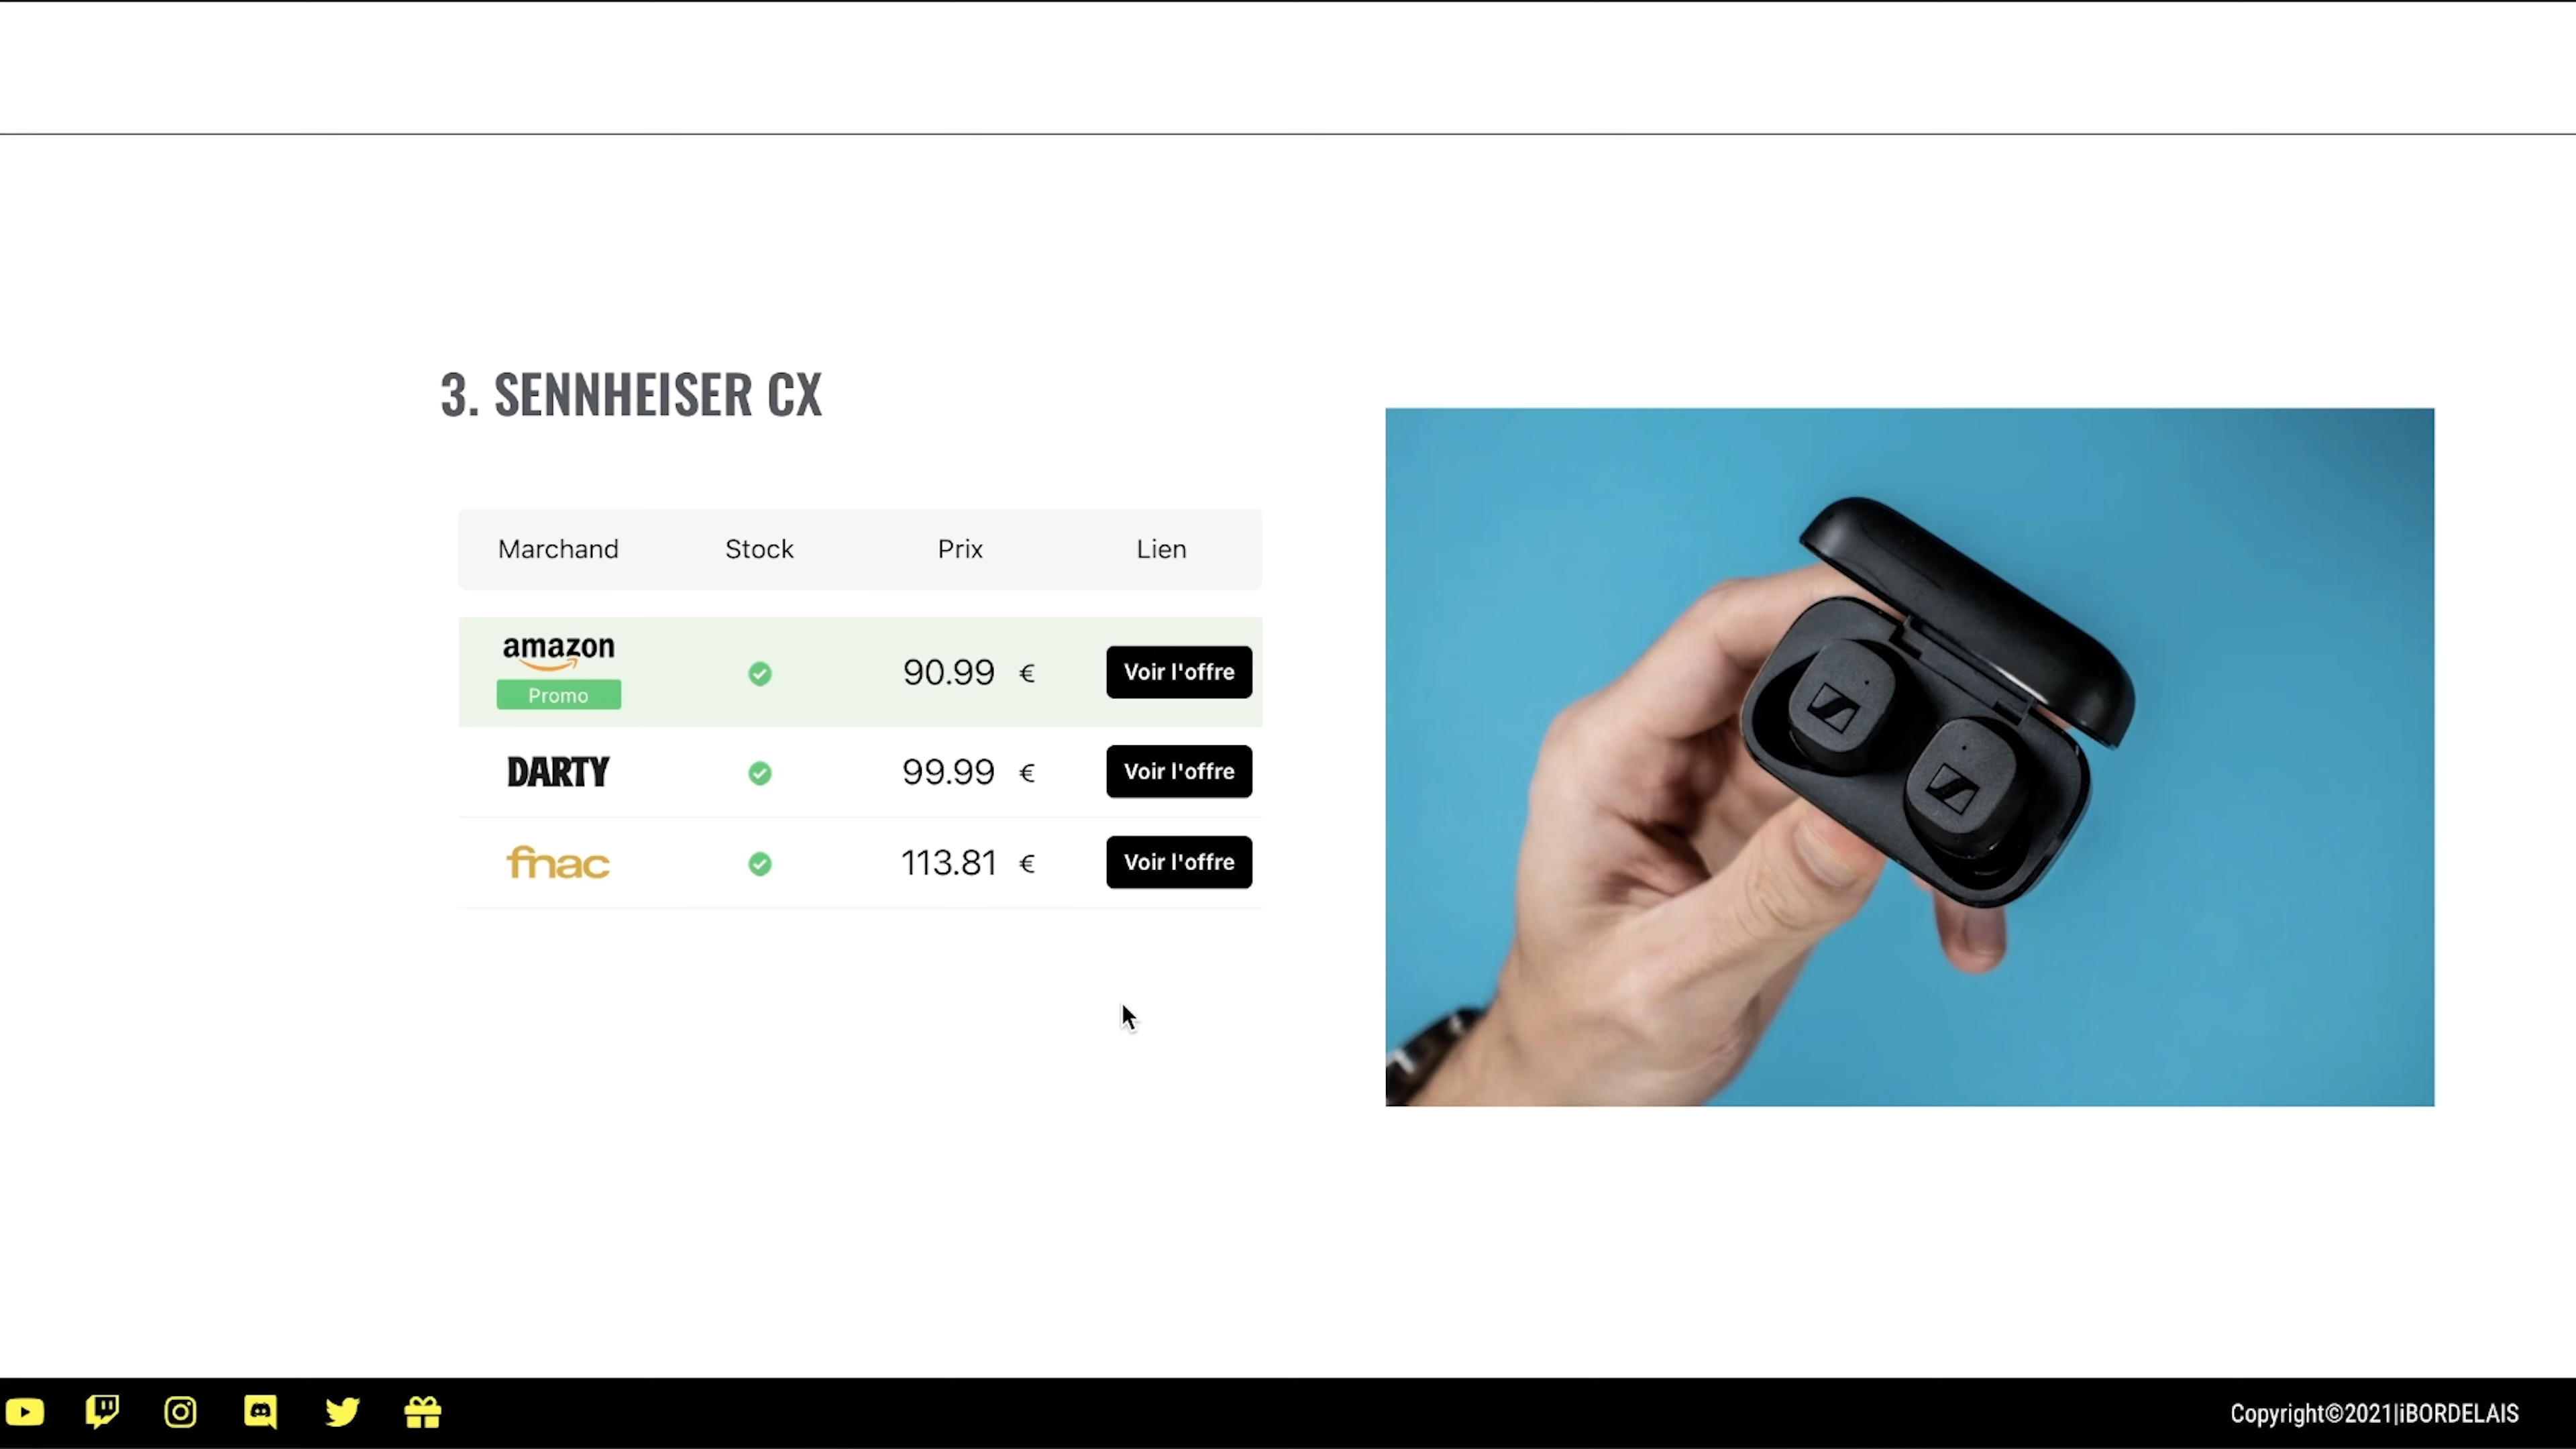 3. SENNHEISER CX
Marchand Stock Prix Lien
amazon
Promo
90.99 €
Voir l'offre
DARTY
99.99 €
Voir l'offre
fnac
113.81 €
Voir l'offre
Copyright©2021|iBORDELAIS